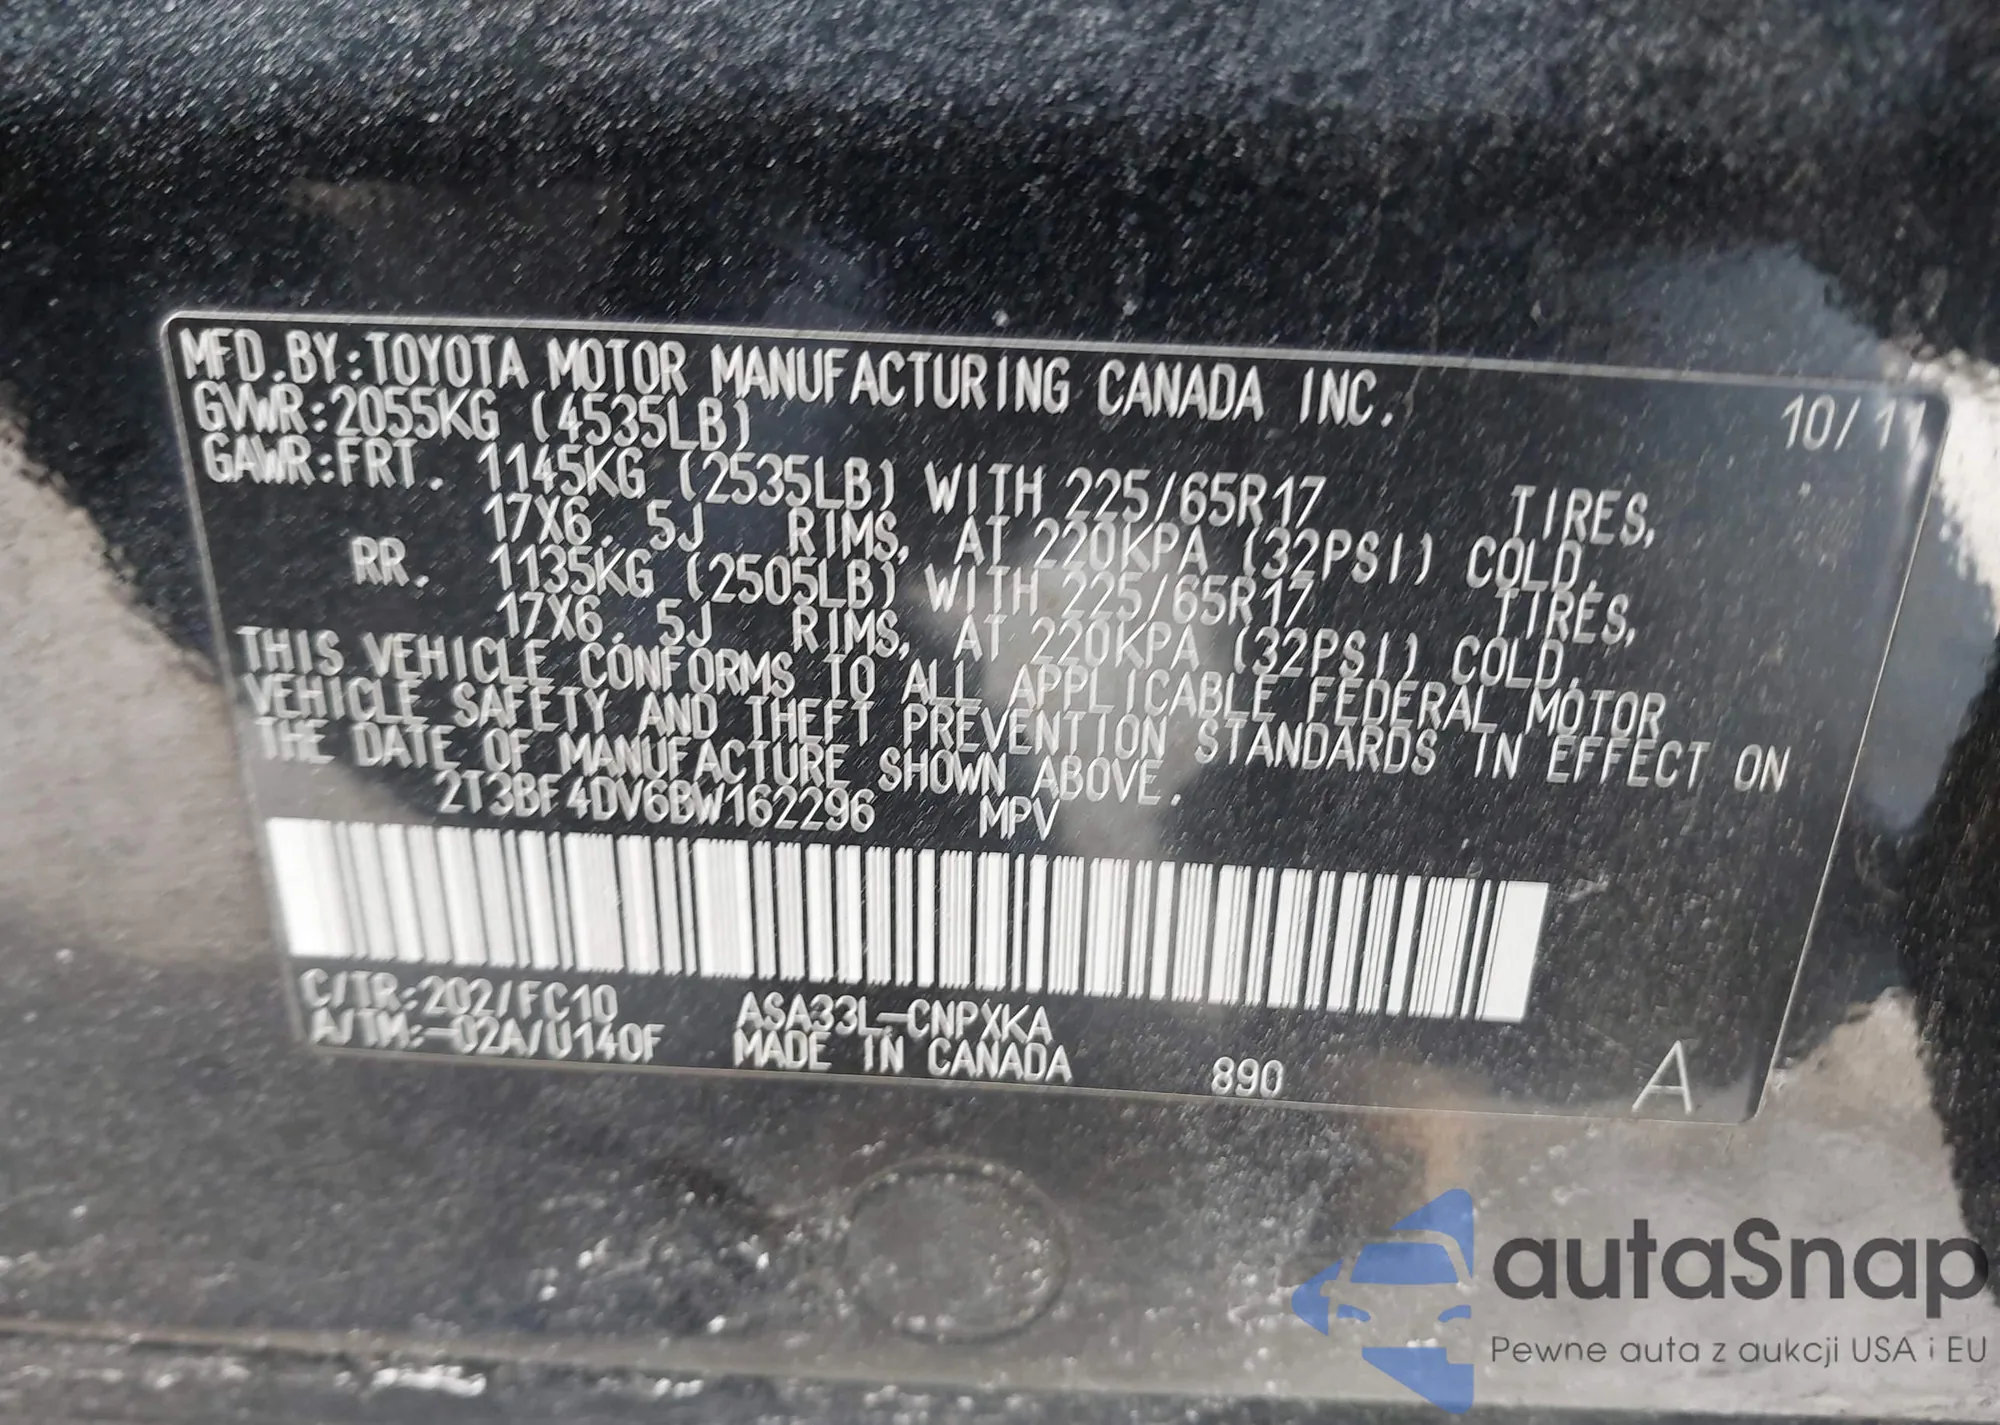 MFD.BY:TOYOTA MOTOR MANUFACTURING CANADA INC. 10/11
GVWR:2055KG (4535LB)
GAWR:FRT. 1145KG (2535LB) WITH 225/65R17 TIRES,
17X6.5J RIMS, AT 220KPA (32PSI) COLD.
RR. 1135KG (2505LB) WITH 225/65R17 TIRES,
17X6.5J RIMS, AT 220KPA (32PSI) COLD.
THIS VEHICLE CONFORMS TO ALL APPLICABLE FEDERAL MOTOR
VEHICLE SAFETY AND THEFT PREVENTION STANDARDS IN EFFECT ON
THE DATE OF MANUFACTURE SHOWN ABOVE.
2T3BF4DV6BW162296 MPV
C/TR:202/FC10 ASA33L-CNPXKA
A/TM:-02A/U140F MADE IN CANADA 890 A
autaSnap
Pewne auta z aukcji USA i EU